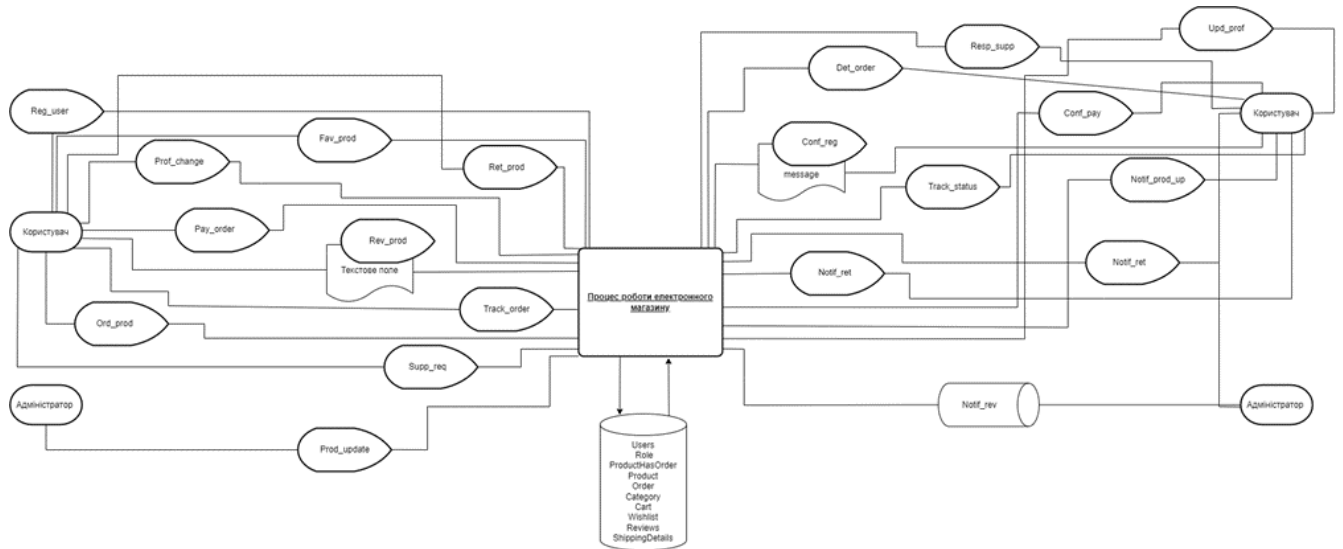 Upd_prof
Resp_supp
Det_order
Reg_user
Conf_pay
Користувач
Fav_prod
Conf_reg
message
Prof_change
Ret_prod
Track_status
Notif_prod_up
Користувач
Pay_order
Rev_prod
Текстове поле
Notif_ret
Notif_ret
Процес роботи електронного
магазину
Track_order
Ord_prod
Supp_req
Адміністратор
Notif_rev
Адміністратор
Prod_update
Users
Role
ProductHasOrder
Product
Order
Category
Cart
Wishlist
Reviews
ShippingDetails